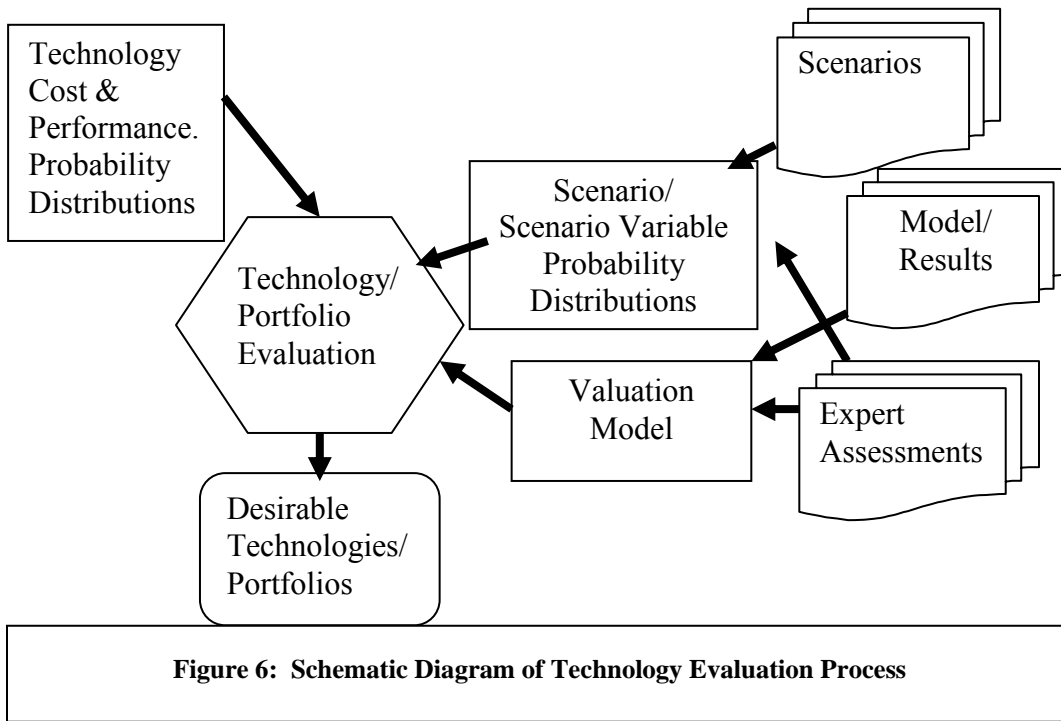 Technology
Cost &
Performance.
Probability
Distributions
Scenarios
Scenario/
Scenario Variable
Probability
Distributions
Model/
Results
Technology/
Portfolio
Evaluation
Valuation
Model
Expert
Assessments
Desirable
Technologies/
Portfolios
Figure 6: Schematic Diagram of Technology Evaluation Process